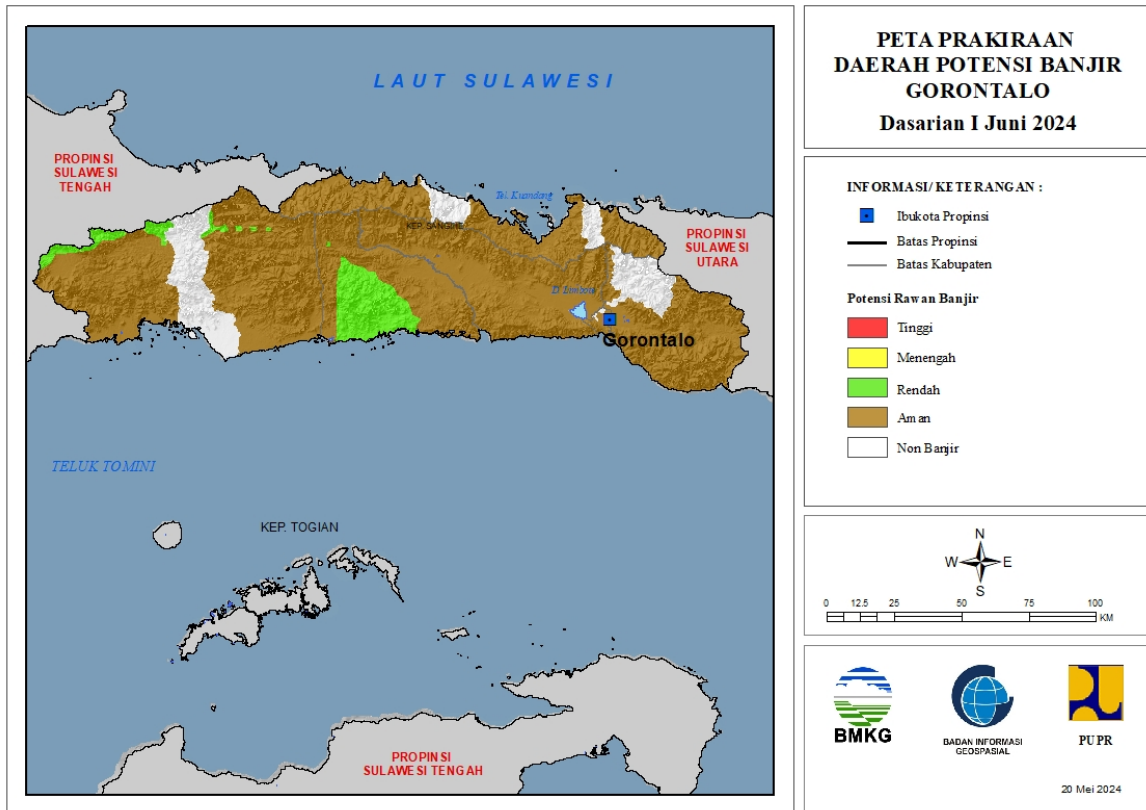 LAUT SULAWESI
PROPINSI
SULAWESI
TENGAH
Tel. Kuandang
KEP. SANGIHE
PROPINSI
SULAWESI
UTARA
D. Limboto
Gorontalo
TELUK TOMINI
KEP. TOGIAN
PROPINSI
SULAWESI TENGAH
PETA PRAKIRAAN
DAERAH POTENSI BANJIR
GORONTALO
Dasarian I Juni 2024
INFORMASI/ KETERANGAN :
Ibukota Propinsi
Batas Propinsi
Batas Kabupaten
Potensi Rawan Banjir
Tinggi
Menengah
Rendah
Aman
Non Banjir
N
W E
S
0 12.5 25 50 75 100
KM
BMKG
BADAN INFORMASI
GEOSPASIAL
PUPR
20 Mei 2024